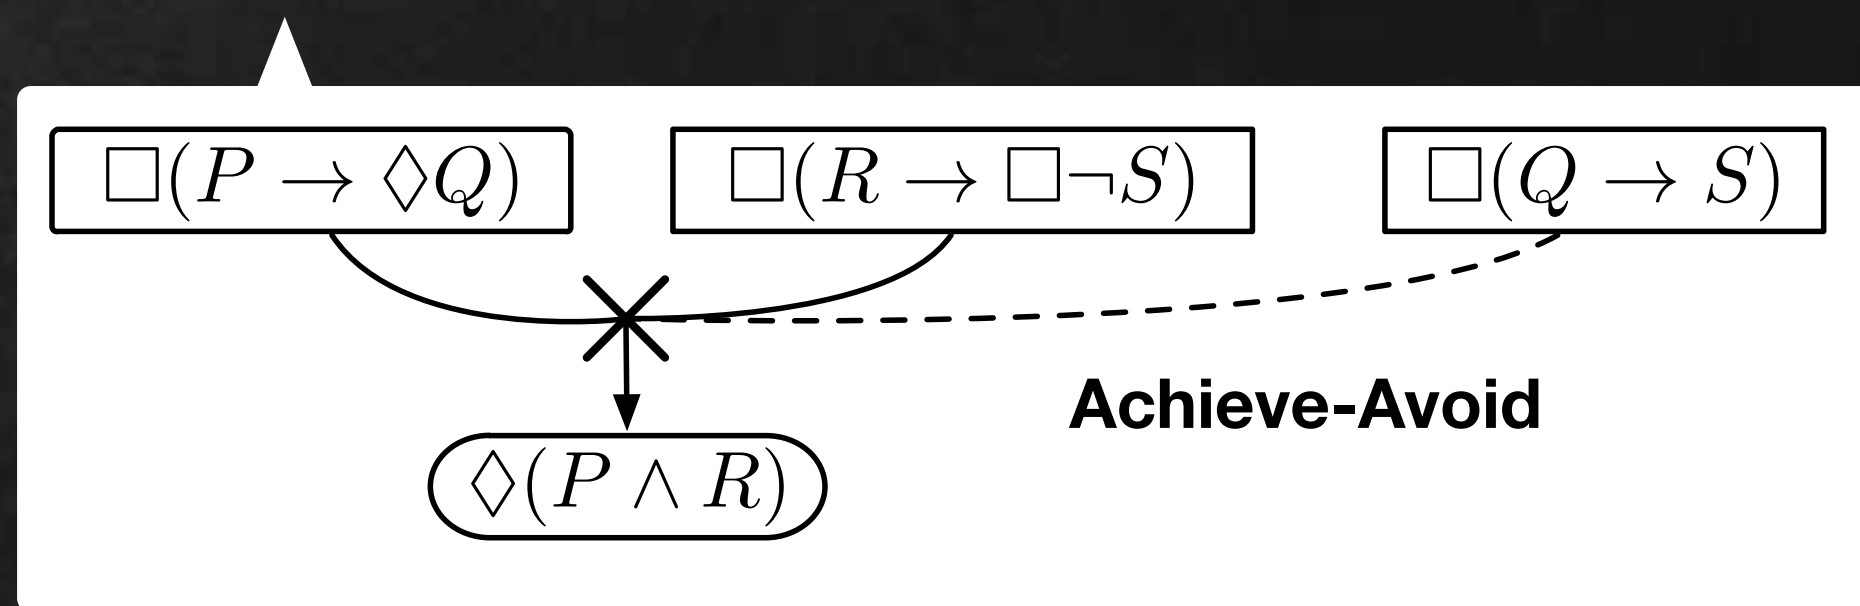 □(P → ◇Q)
□(R → □¬S)
□(Q → S)
Achieve-Avoid
◇(P ∧ R)